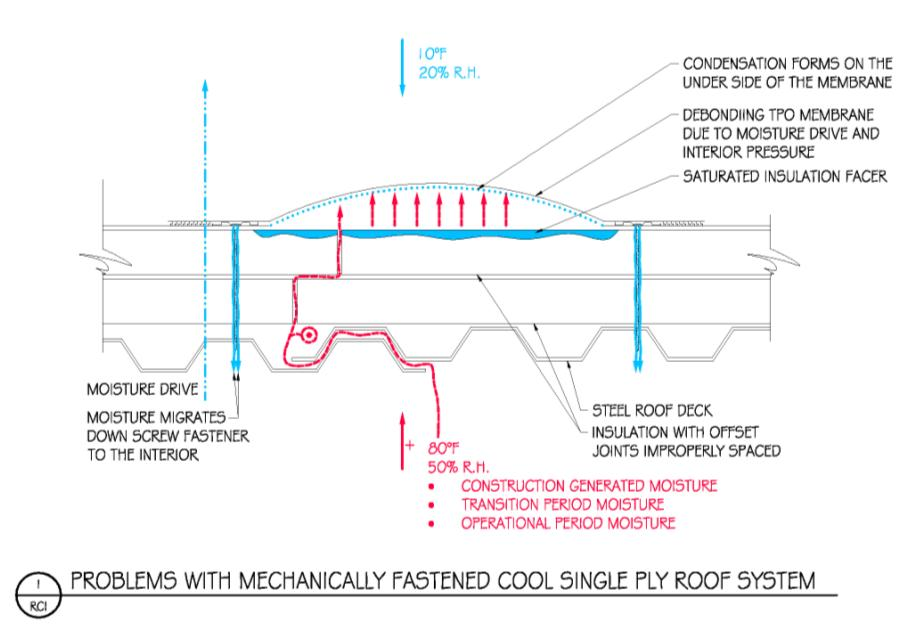 10°F
20% R.H.
CONDENSATION FORMS ON THE
UNDER SIDE OF THE MEMBRANE
DEBONDIING TPO MEMBRANE
DUE TO MOISTURE DRIVE AND
INTERIOR PRESSURE
SATURATED INSULATION FACER
MOISTURE DRIVE
MOISTURE MIGRATES
DOWN SCREW FASTENER
TO THE INTERIOR
STEEL ROOF DECK
INSULATION WITH OFFSET
JOINTS IMPROPERLY SPACED
+ 80°F
50% R.H.
• CONSTRUCTION GENERATED MOISTURE
• TRANSITION PERIOD MOISTURE
• OPERATIONAL PERIOD MOISTURE
1
RCI
PROBLEMS WITH MECHANICALLY FASTENED COOL SINGLE PLY ROOF SYSTEM